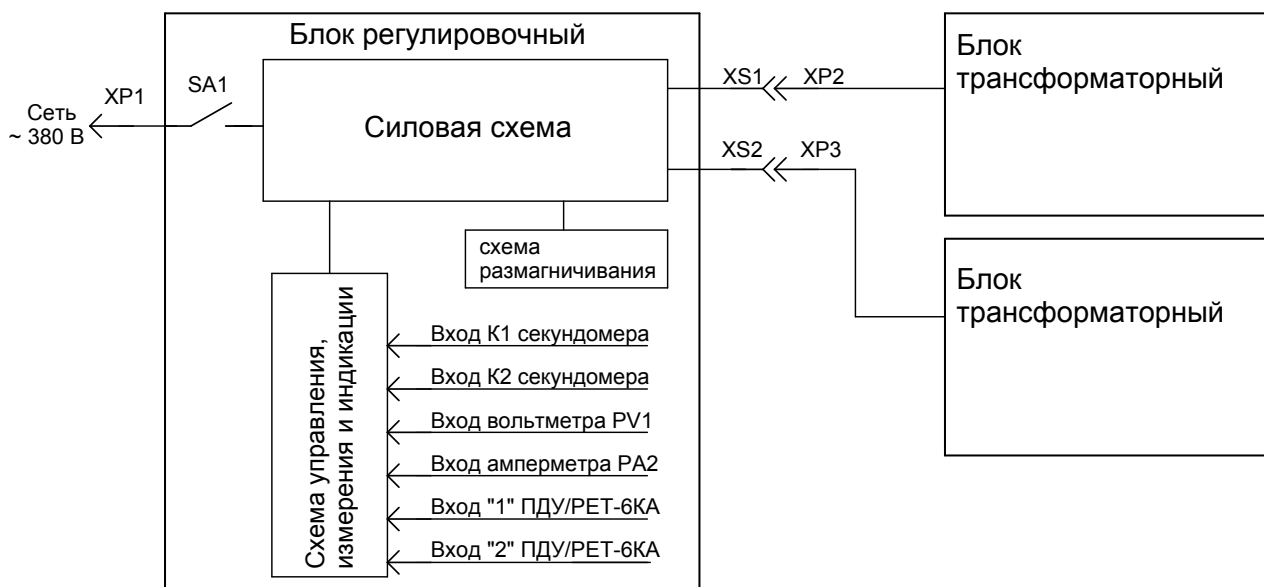 Блок регулировочный
Сеть
~ 380 В
XP1
SA1
Силовая схема
XS1
XP2
XS2
XP3
Блок
трансформаторный
Блок
трансформаторный
схема
размагничивания
Схема управления,
измерения и индикации
Вход К1 секундомера
Вход К2 секундомера
Вход вольтметра PV1
Вход амперметра РА2
Вход "1" ПДУ/РЕТ-6КА
Вход "2" ПДУ/РЕТ-6КА